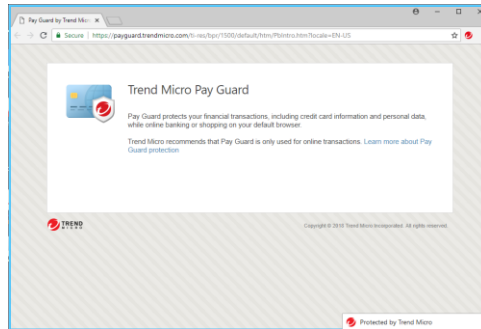 Pay Guard by Trend Micr
Secure | https://payguard.trendmicro.com/ti-res/bpr/1500/default/htm/PbIntro.htm?locale=EN-US
Trend Micro Pay Guard
Pay Guard protects your financial transactions, including credit card information and personal data,
while online banking or shopping on your default browser.
Trend Micro recommends that Pay Guard is only used for online transactions. Learn more about Pay
Guard protection
TREND
MICRO
Copyright © 2018 Trend Micro Incorporated. All rights reserved.
Protected by Trend Micro